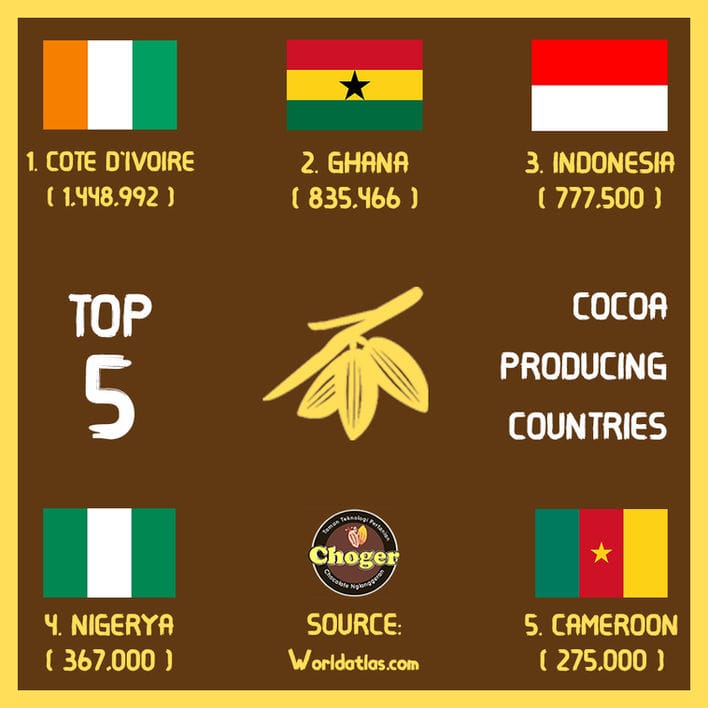 1. COTE D'IVOIRE
( 1.448.992 )
2. GHANA
( 835.466 )
3. INDONESIA
( 777.500 )
TOP
5
COCOA
PRODUCING
COUNTRIES
4. NIGERYA
( 367.000 )
Taman Teknologi Pertanian
Choger
Chocolate Nglanggeran
SOURCE:
Worldatlas.com
5. CAMEROON
( 275.000 )